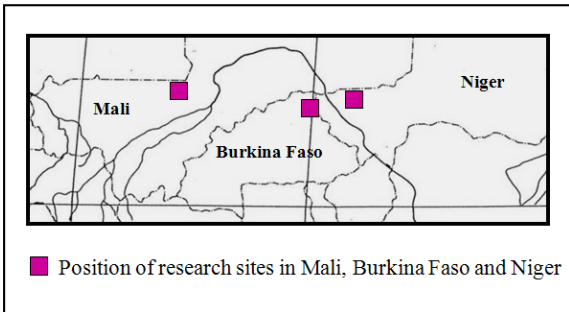 Niger
Mali
Burkina Faso
Position of research sites in Mali, Burkina Faso and Niger